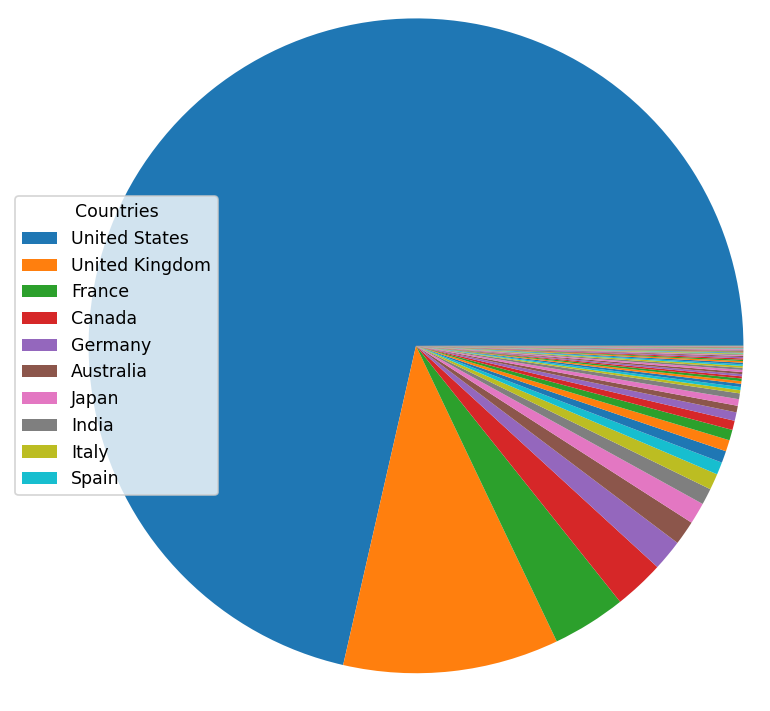 Countries
United States
United Kingdom
France
Canada
Germany
Australia
Japan
India
Italy
Spain